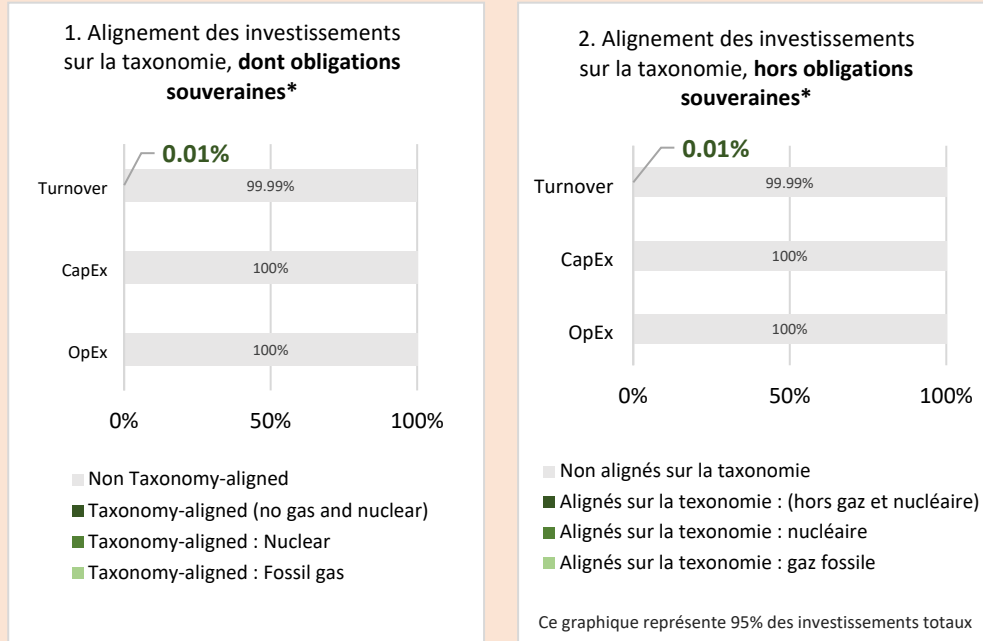 1. Alignement des investissements
sur la taxonomie, dont obligations
souveraines*
0.01%
Turnover
99.99%
CapEx
100%
OpEx
100%
0%
50%
100%
Non Taxonomy-aligned
Taxonomy-aligned (no gas and nuclear)
Taxonomy-aligned : Nuclear
Taxonomy-aligned : Fossil gas
2. Alignement des investissements
sur la taxonomie, hors obligations
souveraines*
0.01%
Turnover
99.99%
CapEx
100%
OpEx
100%
0%
50%
100%
Non alignés sur la taxonomie
Alignés sur la texonomie : (hors gaz et nucléaire)
Alignés sur la texonomie : nucléaire
Alignés sur la texonomie : gaz fossile
Ce graphique représente 95% des investissements totaux